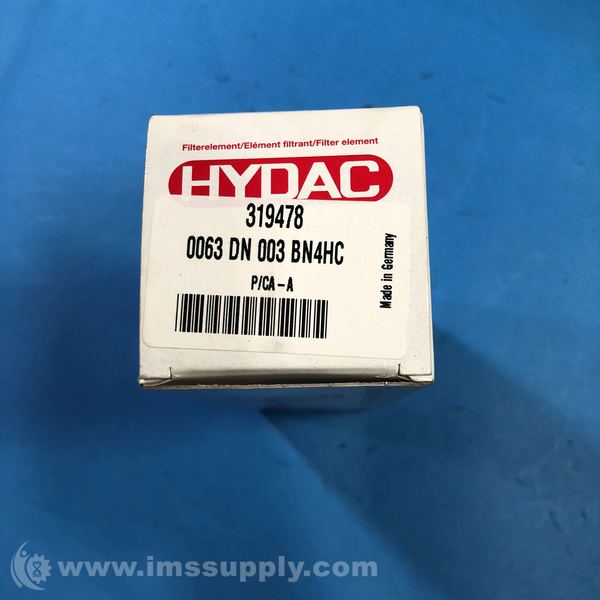 Filterelement/Elément filtrant/Filter element
HYDAC
319478
0063 DN 003 BN4HC
P/CA-A
Made in Germany
www.imssupply.com